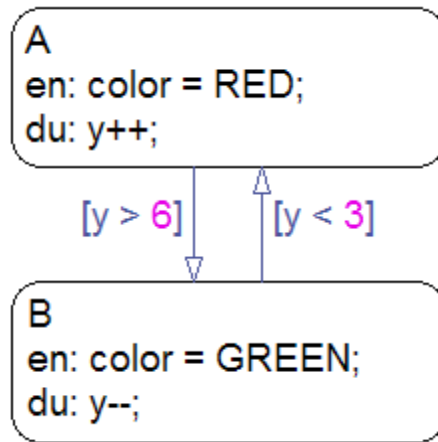 A
en: color = RED;
du: y++;
[y > 6] [y < 3]
B
en: color = GREEN;
du: y--;